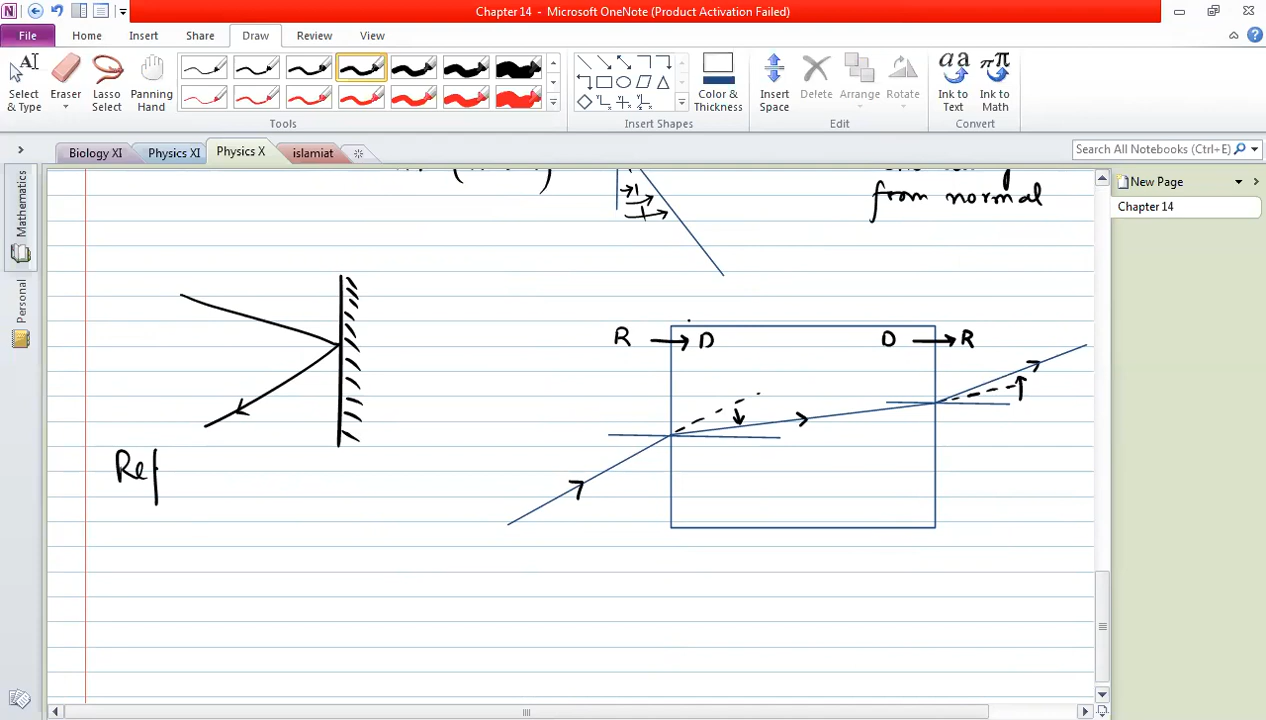 Chapter 14 - Microsoft OneNote (Product Activation Failed)
File Home Insert Share Draw Review View
Select & Type
Eraser
Lasso Select
Panning Hand
Color & Thickness
Insert Space
Delete
Arrange
Rotate
Ink to Text
Ink to Math
Tools
Insert Shapes
Edit
Convert
Biology XI
Physics XI
Physics X
islamiat
Search All Notebooks (Ctrl+E)
Mathematics
Personal
New Page
Chapter 14
from normal
R → D
D → R
Ref